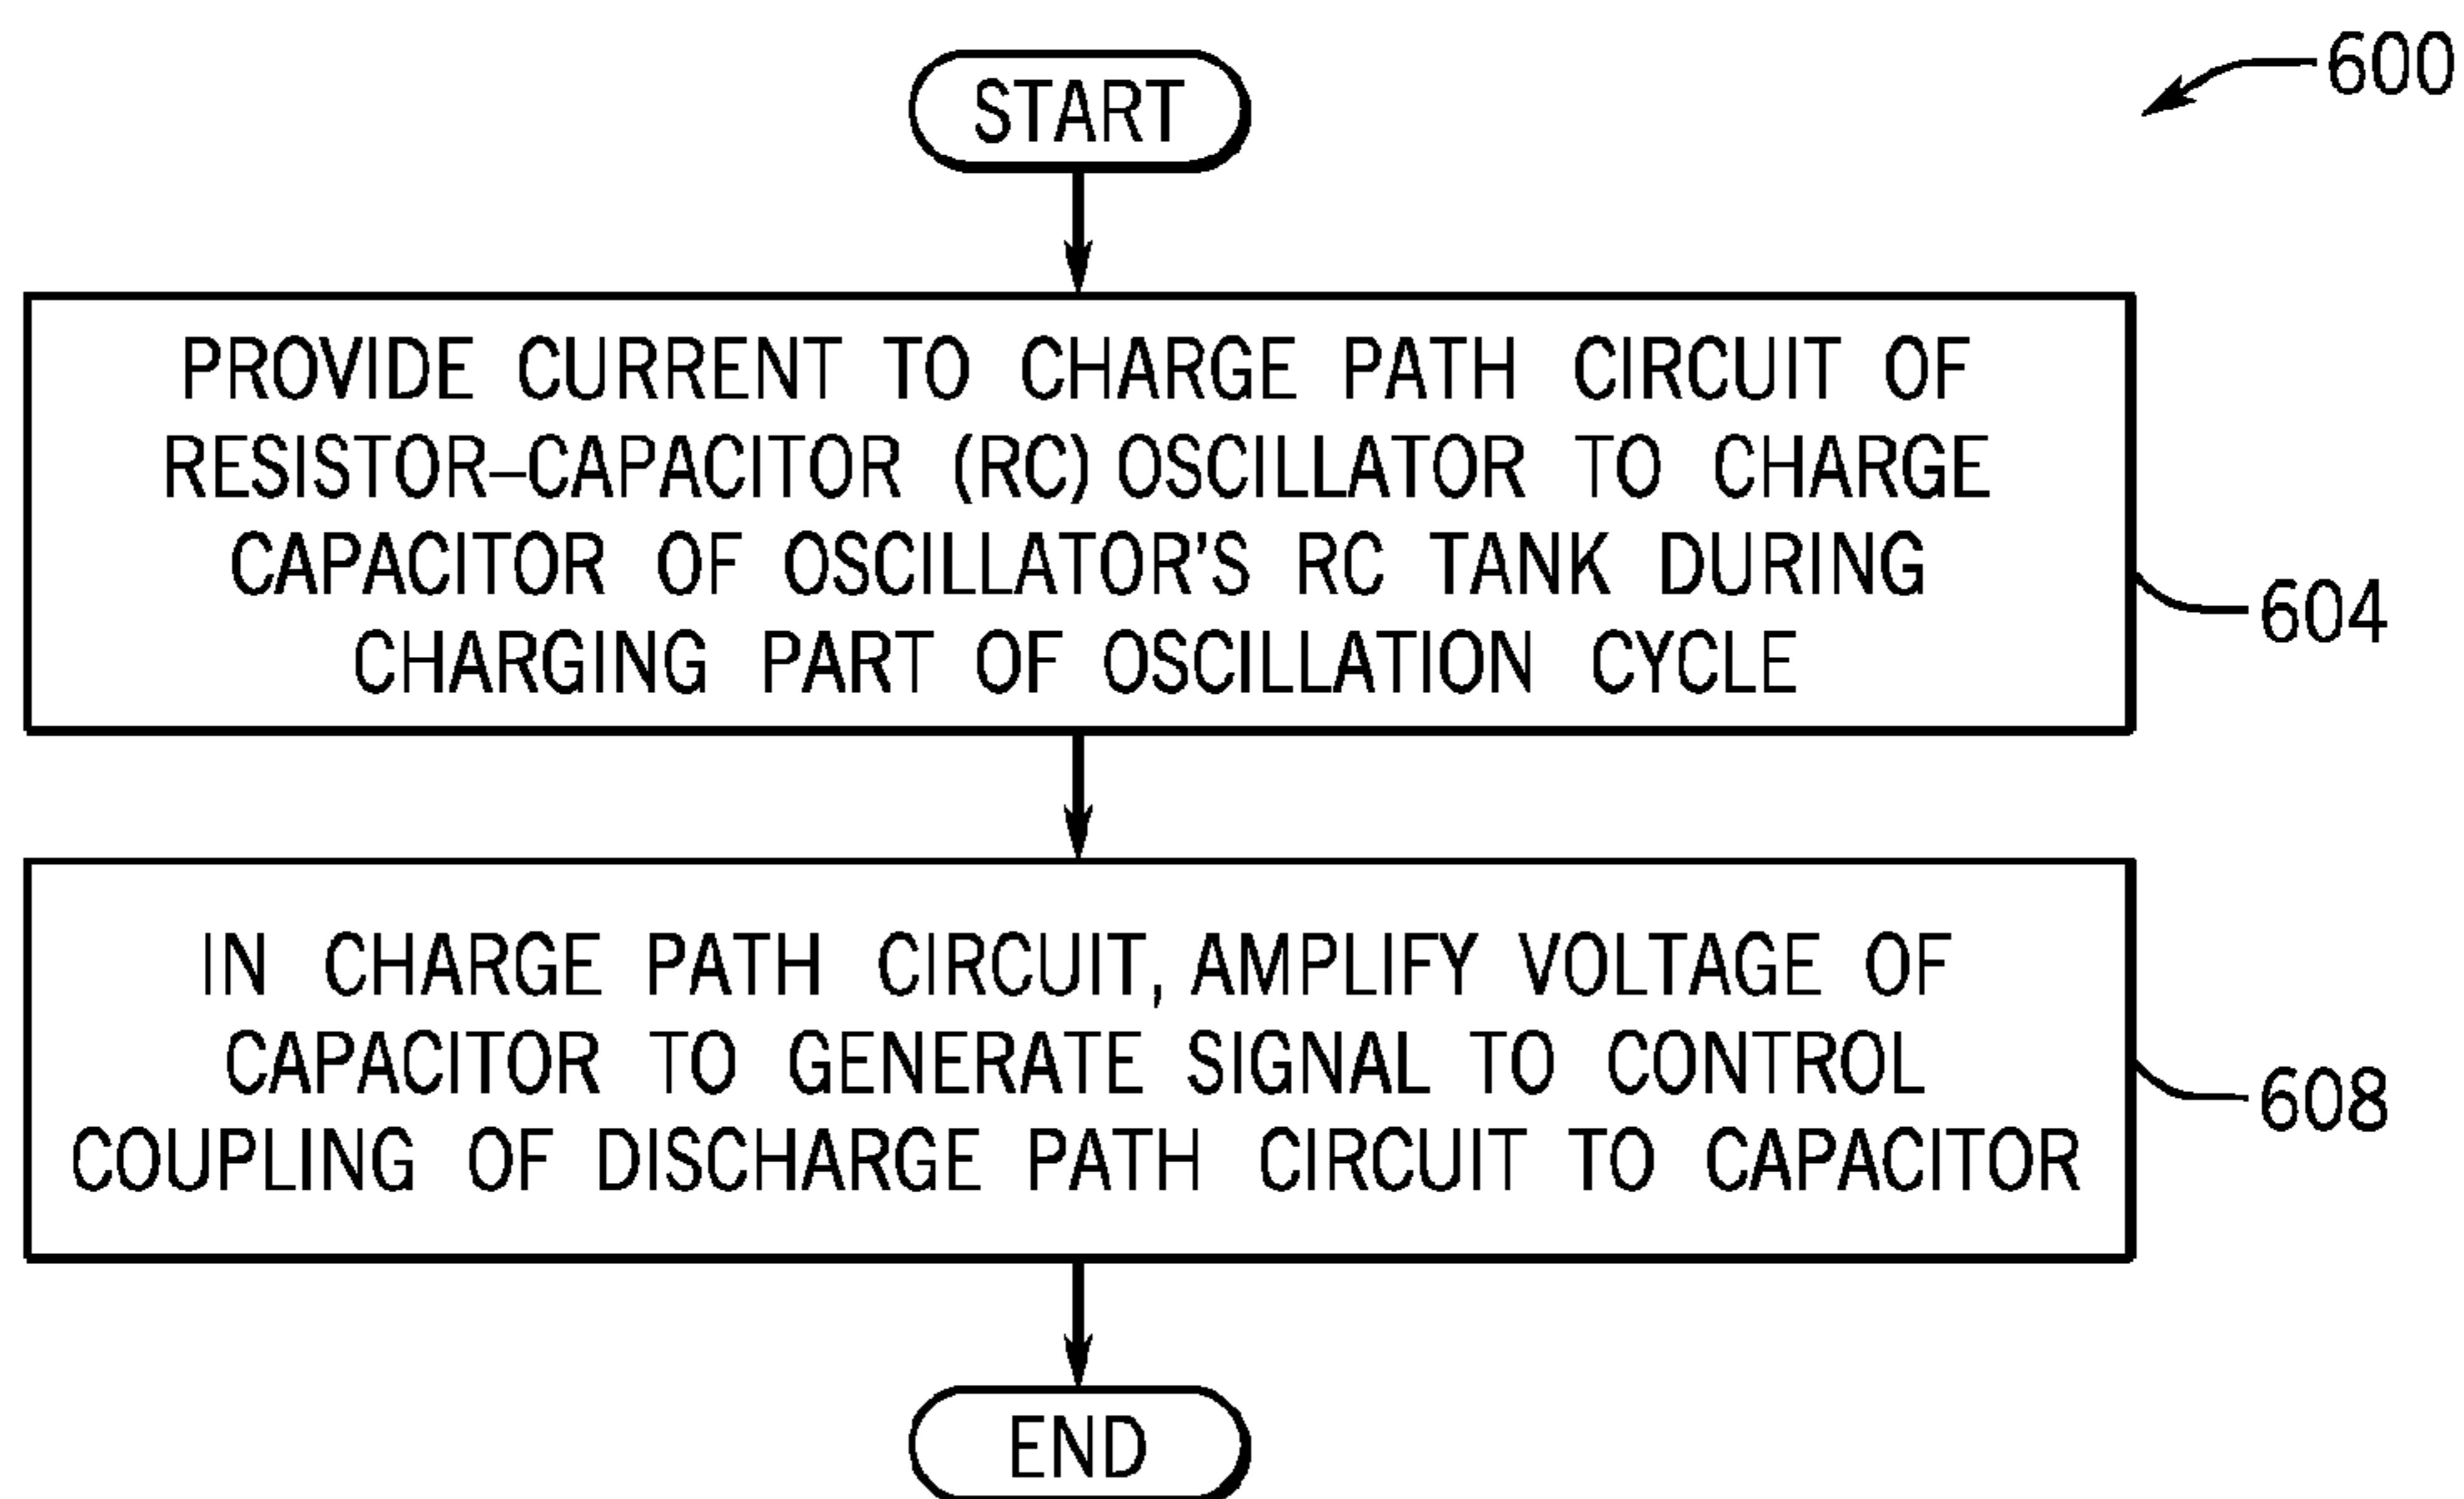 START
600
PROVIDE CURRENT TO CHARGE PATH CIRCUIT OF
RESISTOR–CAPACITOR (RC) OSCILLATOR TO CHARGE
CAPACITOR OF OSCILLATOR'S RC TANK DURING
CHARGING PART OF OSCILLATION CYCLE
604
IN CHARGE PATH CIRCUIT, AMPLIFY VOLTAGE OF
CAPACITOR TO GENERATE SIGNAL TO CONTROL
COUPLING OF DISCHARGE PATH CIRCUIT TO CAPACITOR
608
END